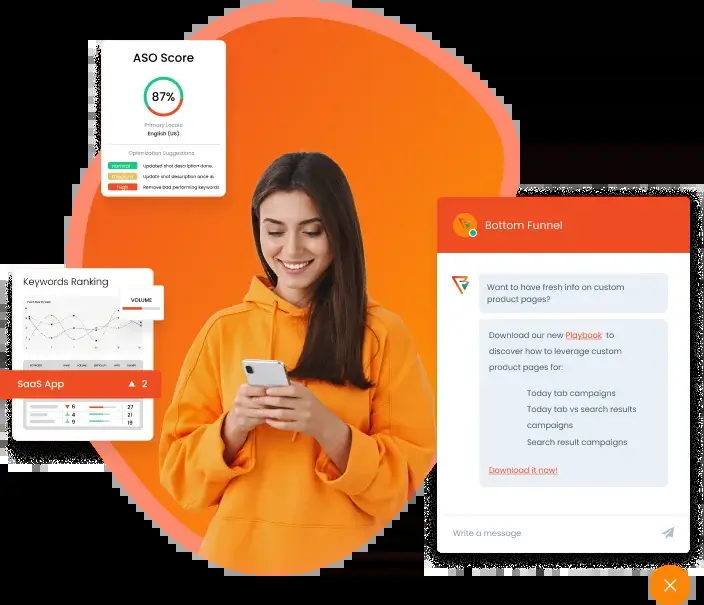 ASO Score
87%
Primary Locale
English (US)
Optimization Suggestions
normal
Updated shot description done.
medium
Update shot description once in
high
Remove bad performing keywords
Keywords Ranking
VOLUME
SaaS App
2
5
27
4
21
9
19
Bottom Funnel
Want to have fresh info on custom
product pages?
Download our new Playbook to
discover how to leverage custom
product pages for:
Today tab campaigns
Today tab vs search results
campaigns
Search result campaigns
Download it now!
Write a message